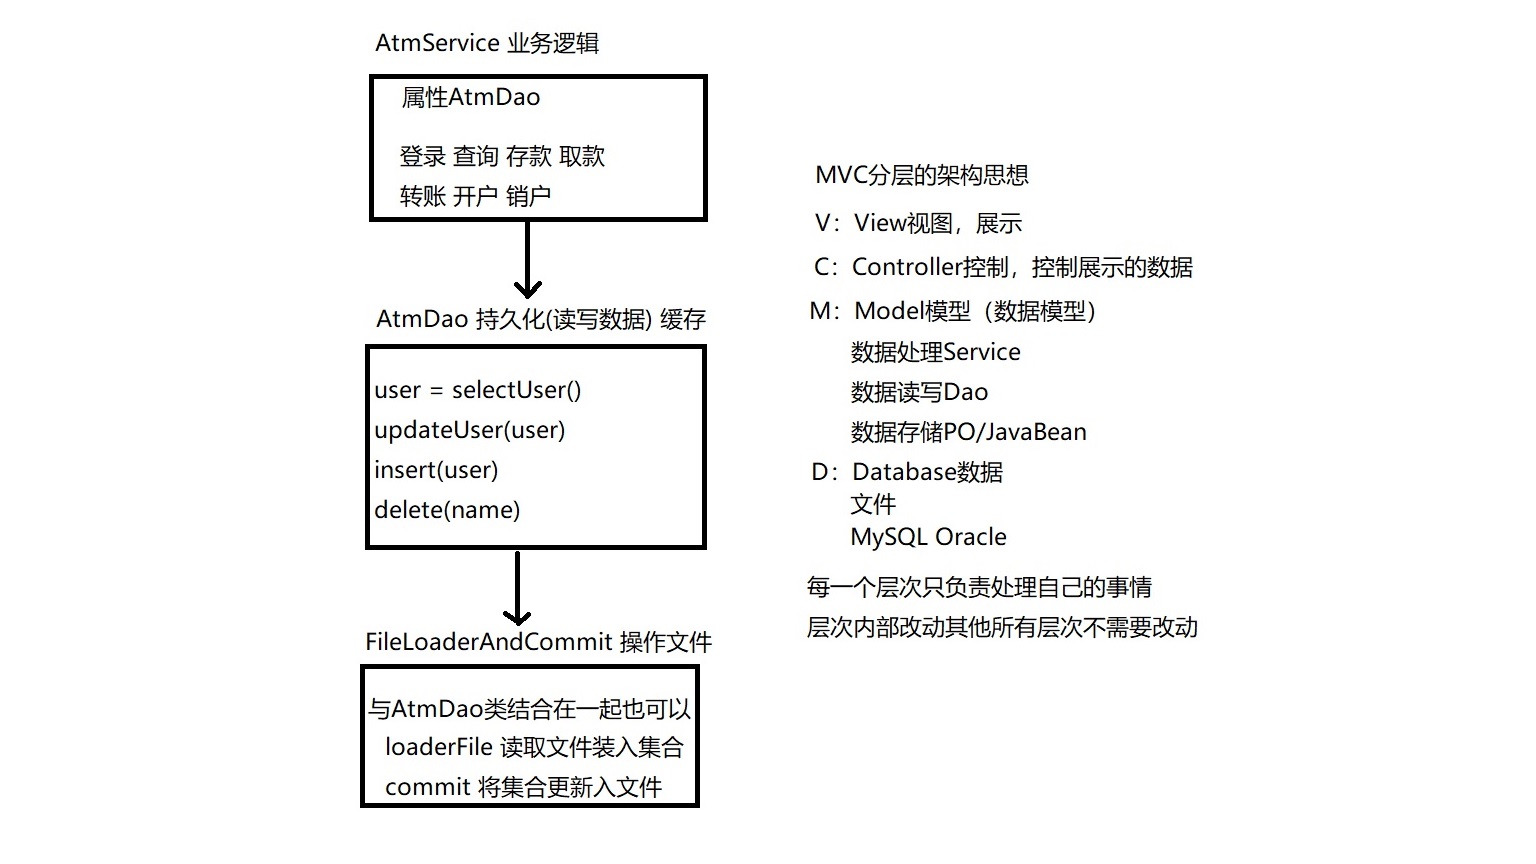 AtmService 业务逻辑
属性AtmDao
登录 查询 存款 取款
转账 开户 销户
AtmDao 持久化(读写数据) 缓存
user = selectUser()
updateUser(user)
insert(user)
delete(name)
FileLoaderAndCommit 操作文件
与AtmDao类结合在一起也可以
loaderFile 读取文件装入集合
commit 将集合更新入文件
MVC分层的架构思想
V：View视图，展示
C：Controller控制，控制展示的数据
M：Model模型（数据模型）
数据处理Service
数据读写Dao
数据存储PO/JavaBean
D：Database数据
文件
MySQL Oracle
每一个层次只负责处理自己的事情
层次内部改动其他所有层次不需要改动